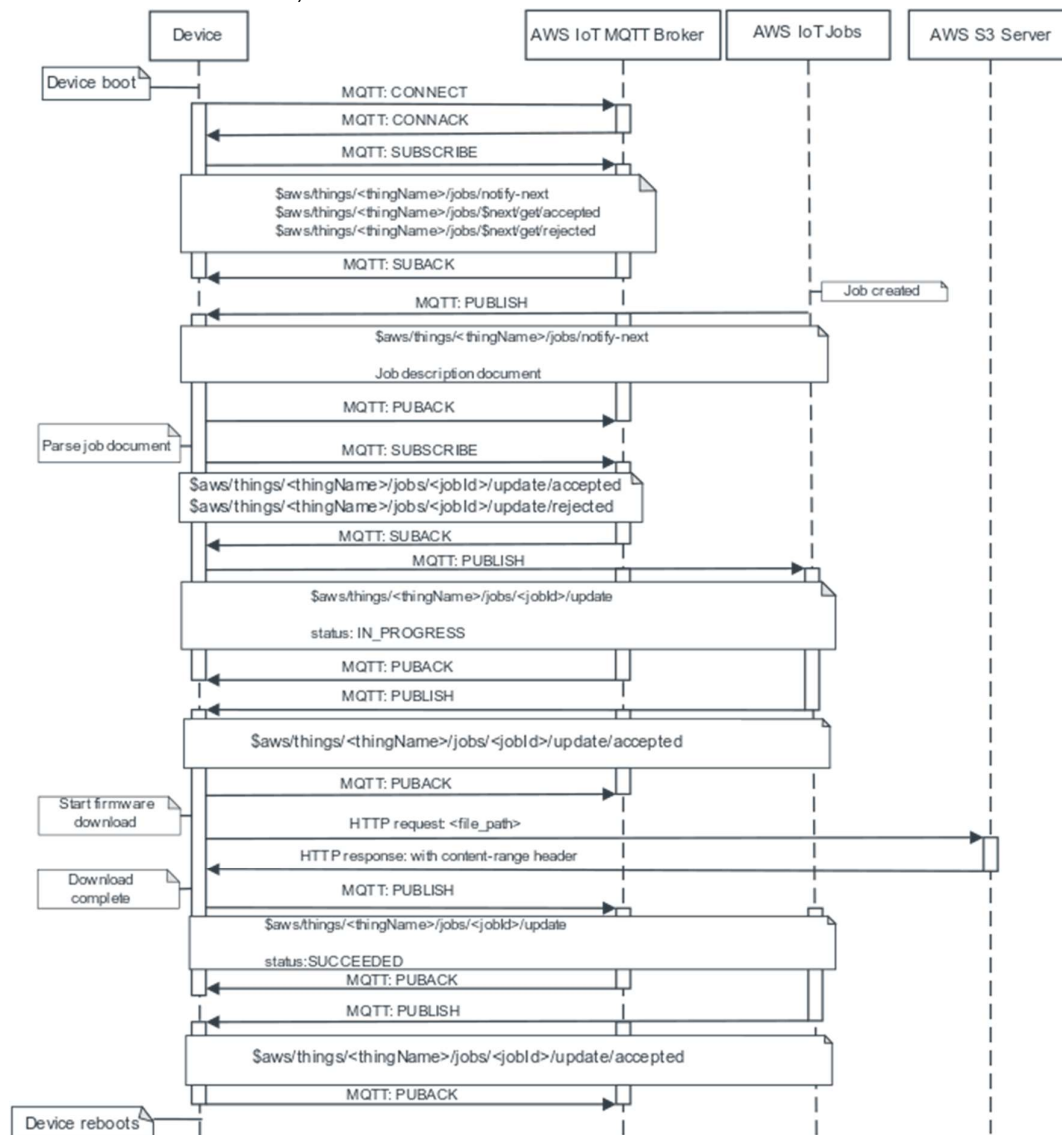 Device
AWS IoT MQTT Broker
AWS IoT Jobs
AWS S3 Server
Device boot
MQTT: CONNECT
MQTT: CONNACK
MQTT: SUBSCRIBE
$aws/things/<thingName>/jobs/notify-next
$aws/things/<thingName>/jobs/$next/get/accepted
$aws/things/<thingName>/jobs/$next/get/rejected
MQTT: SUBACK
Job created
MQTT: PUBLISH
$aws/things/<thingName>/jobs/notify-next
Job description document
MQTT: PUBACK
Parse job document
MQTT: SUBSCRIBE
$aws/things/<thingName>/jobs/<jobId>/update/accepted
$aws/things/<thingName>/jobs/<jobId>/update/rejected
MQTT: SUBACK
MQTT: PUBLISH
$aws/things/<thingName>/jobs/<jobId>/update
status: IN_PROGRESS
MQTT: PUBACK
MQTT: PUBLISH
$aws/things/<thingName>/jobs/<jobId>/update/accepted
MQTT: PUBACK
Start firmware
download
HTTP request: <file_path>
HTTP response: with content-range header
Download
complete
MQTT: PUBLISH
$aws/things/<thingName>/jobs/<jobId>/update
status:SUCCEEDED
MQTT: PUBACK
MQTT: PUBLISH
$aws/things/<thingName>/jobs/<jobId>/update/accepted
MQTT: PUBACK
Device reboots